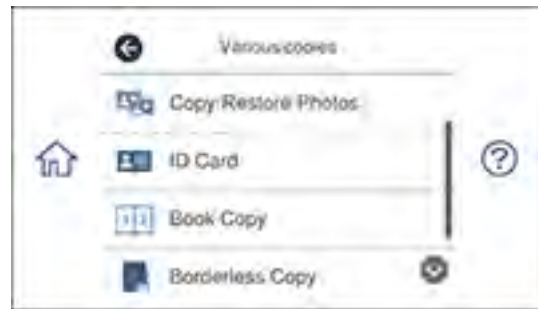 Various copies
Copy/Restore Photos
ID Card
Book Copy
Borderless Copy